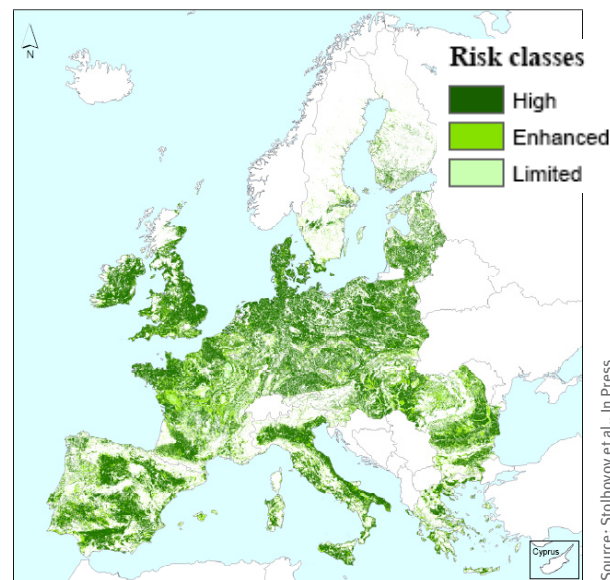 N
Risk classes
High
Enhanced
Limited
Cyprus
Source: Stolbovoy et al., In Press